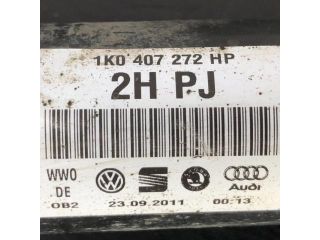 1K0 407 272 HP
2H PJ
WWO
DE
Audi
OB2 23.09.2011 00:13